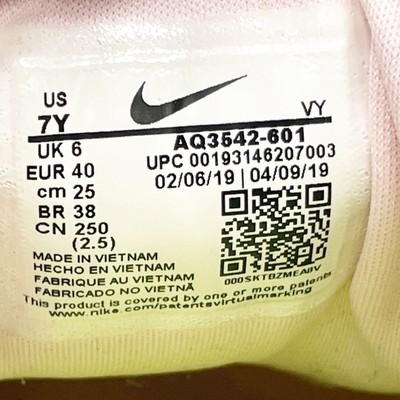 US
7Y
VY
UK 6
AQ3542-601
EUR 40
UPC 00193146207003
cm 25
02/06/19 | 04/09/19
BR 38
CN 250
(2.5)
MADE IN VIETNAM
HECHO EN VIETNAM
FABRIQUE AU VIETNAM
FABRICADO NO VIETNÃ
000SKTBZMEA8V
This product is covered by one or more patents
www.nike.com/patentsvirtualmarking